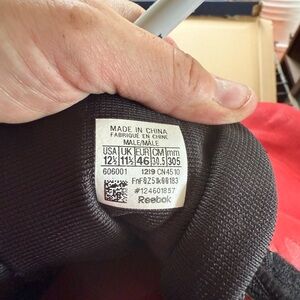 MADE IN CHINA
FABRIQUÉ EN CHINE
MALE/MÂLE
USA UK EUR CM mm
12½ 11½ 46 30.5 305
606001 1219 CN4510
#124601857
Reebok